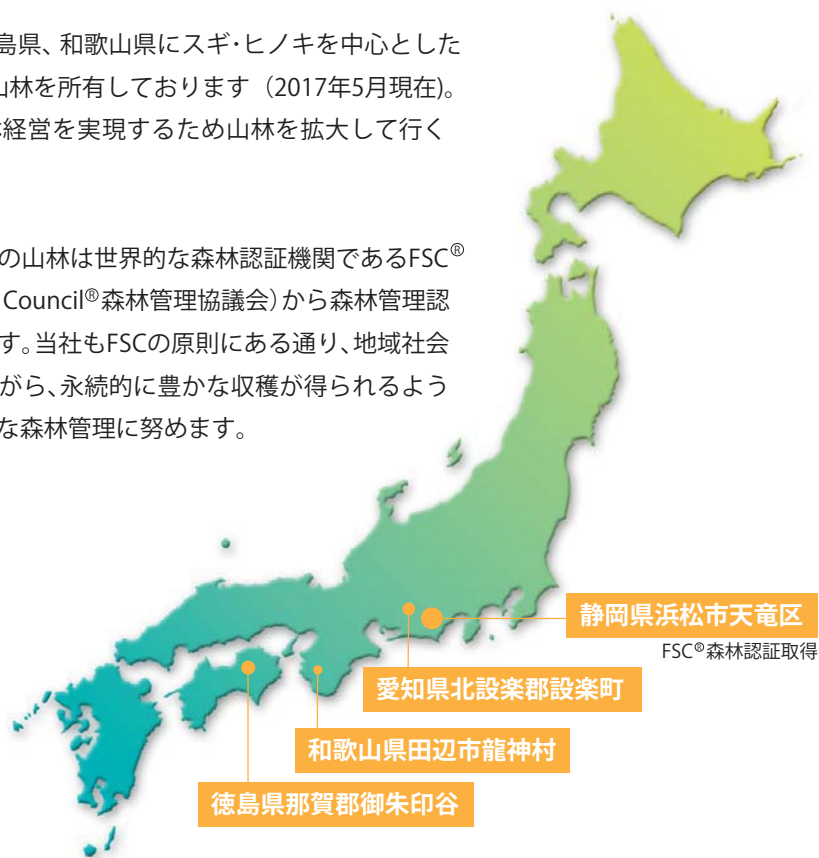 島県、和歌山県にスギ・ヒノキを中心とした
山林を所有しております（2017年5月現在)。
経営を実現するため山林を拡大して行く
の山林は世界的な森林認証機関であるFSC®
Council®森林管理協議会）から森林管理認
す。当社もFSCの原則にある通り、地域社会
がら、永続的に豊かな収穫が得られるよう
な森林管理に努めます。
静岡県浜松市天竜区
FSC®森林認証取得
愛知県北設楽郡設楽町
和歌山県田辺市龍神村
徳島県那賀郡御朱印谷